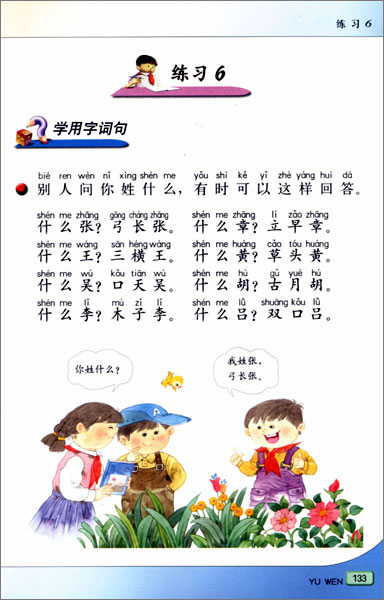 练习6
练习6
学用字词句
bié ren wèn nǐ xìng shén me yǒu shí kě yǐ zhè yàng huí dá
别人问你姓什么，有时可以这样回答。
shén me zhāng gōng cháng zhāng shén me zhāng lì zǎo zhāng
什么张？弓长张。 什么章？立早章。
shén me wáng sān héng wáng shén me huáng cǎo tóu huáng
什么王？三横王。 什么黄？草头黄。
shén me wú kǒu tiān wú shén me hú gǔ yuè hú
什么吴？口天吴。 什么胡？古月胡。
shén me lǐ mù zǐ lǐ shén me lǚ shuāng kǒu lǚ
什么李？木子李。 什么吕？双口吕。
你姓什么？
我姓张，
弓长张。
YU WEN 133